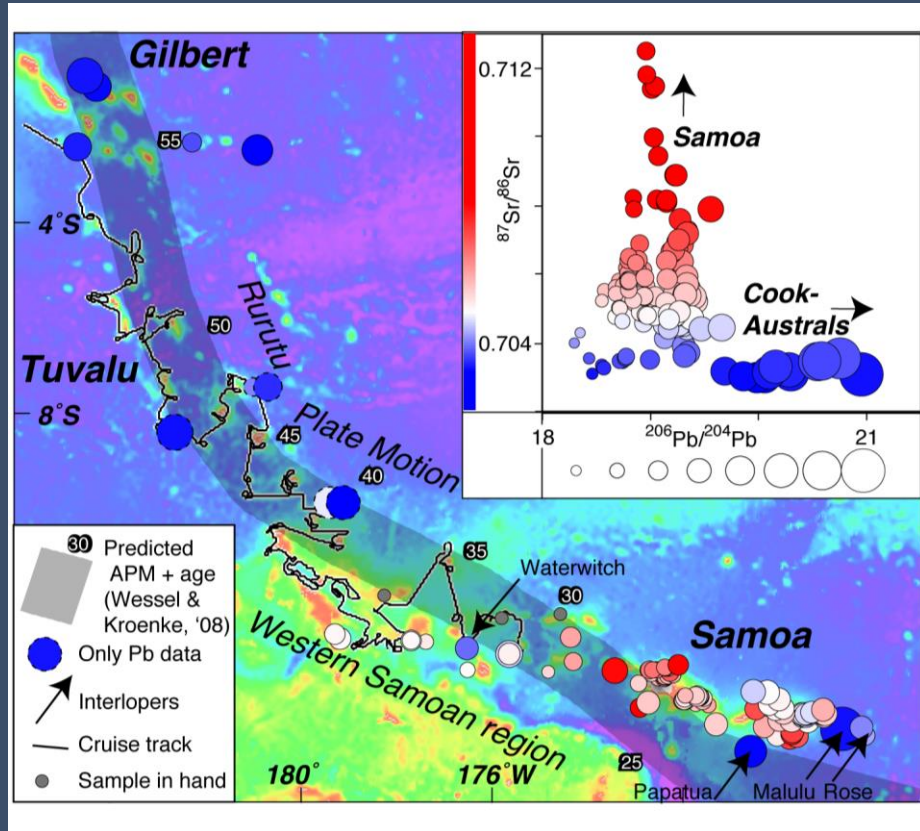 Gilbert
55
4°S
Rurutu
50
Tuvalu
8°S
45
Plate Motion
40
35
Waterwitch
30
Samoa
Western Samoan region
25
180°
176°W
Papatua
Malulu Rose
0.712
Samoa
87Sr/86Sr
Cook-
Australs
0.704
18
206Pb/204Pb
21
30 Predicted
APM + age
(Wessel &
Kroenke, '08)
Only Pb data
Interlopers
Cruise track
Sample in hand